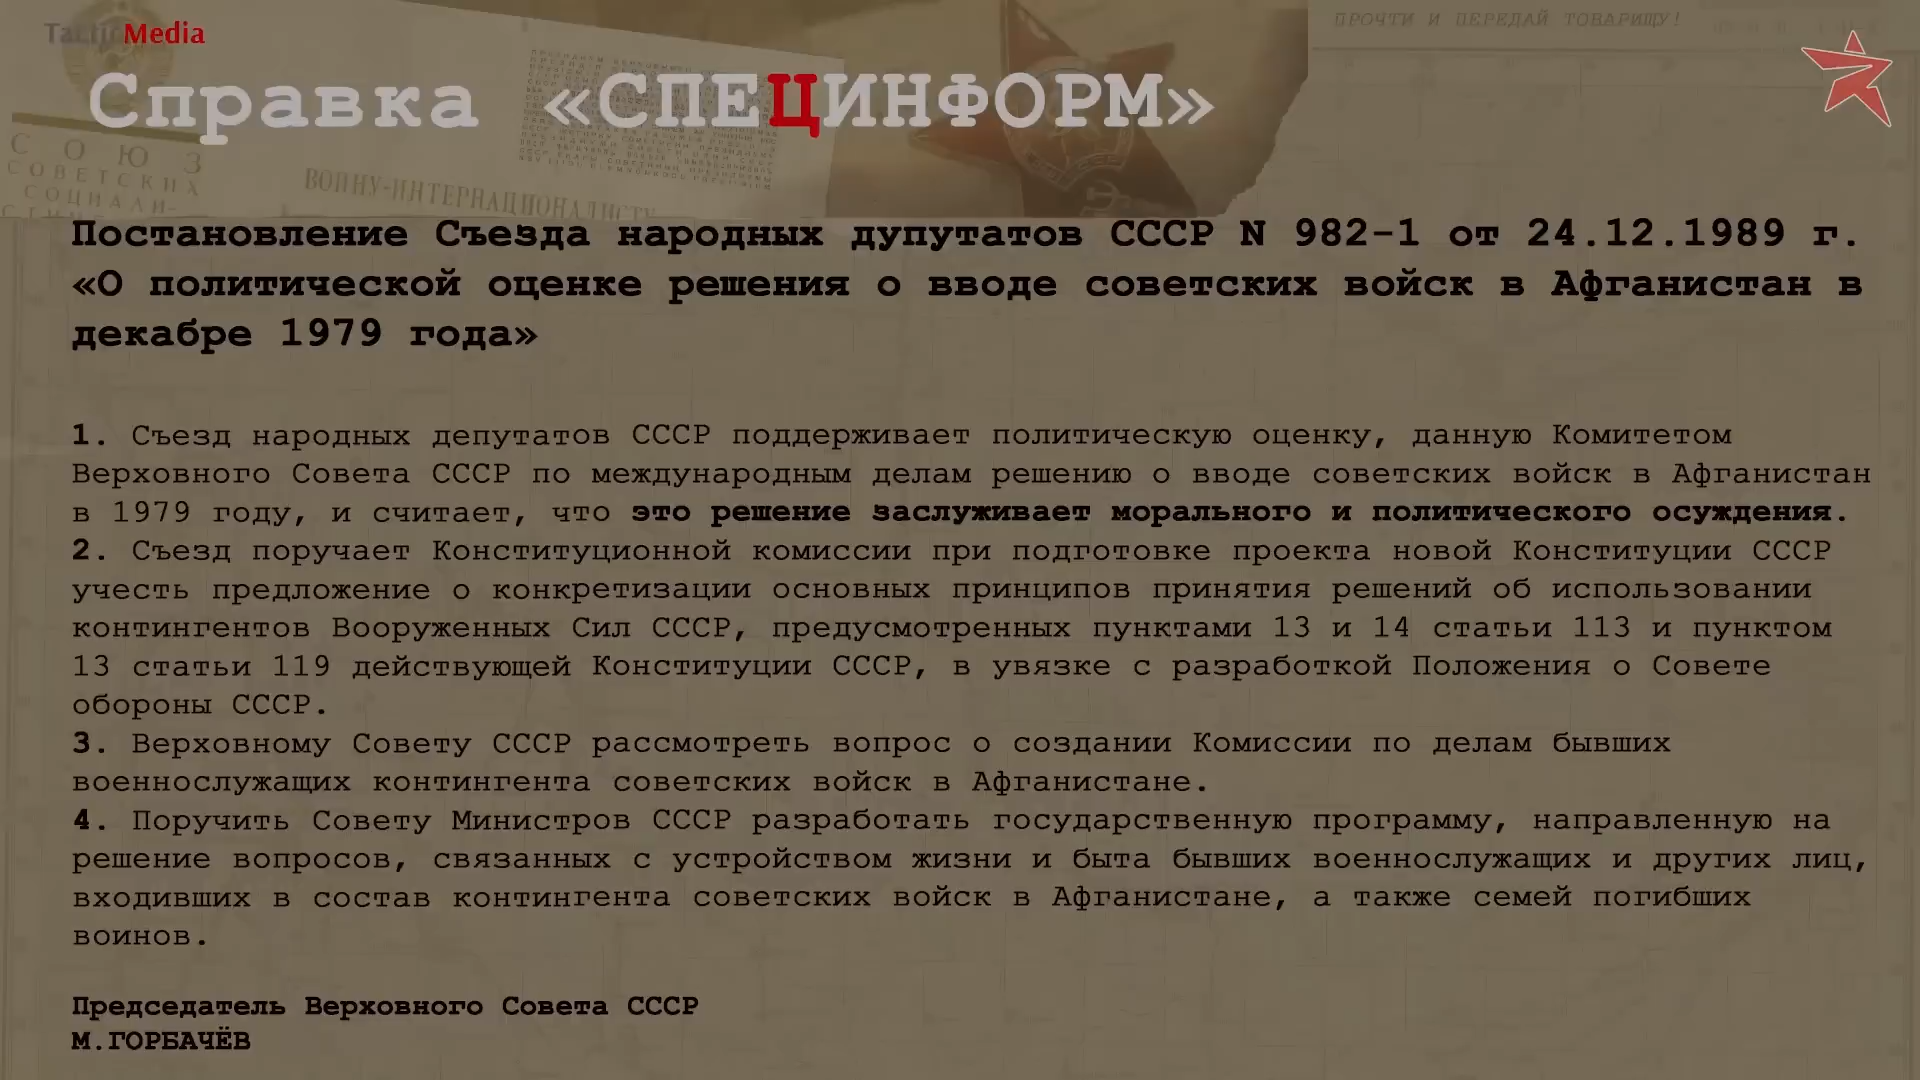 TacticMedia
ПРОЧТИ И ПЕРЕДАЙ ТОВАРИЩУ!
Справка «СПЕЦИНФОРМ»
СОЮЗ
СОВЕТСКИХ
СОЦИАЛИ-
ВОИНУ-ИНТЕРНАЦИОНАЛИСТУ
Постановление Съезда народных дупутатов СССР N 982-1 от 24.12.1989 г.
«О политической оценке решения о вводе советских войск в Афганистан в
декабре 1979 года»
1. Съезд народных депутатов СССР поддерживает политическую оценку, данную Комитетом
Верховного Совета СССР по международным делам решению о вводе советских войск в Афганистан
в 1979 году, и считает, что это решение заслуживает морального и политического осуждения.
2. Съезд поручает Конституционной комиссии при подготовке проекта новой Конституции СССР
учесть предложение о конкретизации основных принципов принятия решений об использовании
контингентов Вооруженных Сил СССР, предусмотренных пунктами 13 и 14 статьи 113 и пунктом
13 статьи 119 действующей Конституции СССР, в увязке с разработкой Положения о Совете
обороны СССР.
3. Верховному Совету СССР рассмотреть вопрос о создании Комиссии по делам бывших
военнослужащих контингента советских войск в Афганистане.
4. Поручить Совету Министров СССР разработать государственную программу, направленную на
решение вопросов, связанных с устройством жизни и быта бывших военнослужащих и других лиц,
входивших в состав контингента советских войск в Афганистане, а также семей погибших
воинов.
Председатель Верховного Совета СССР
М.ГОРБАЧЁВ